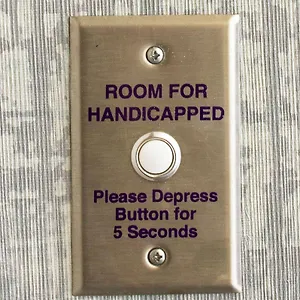 ROOM FOR
HANDICAPPED
Please Depress
Button for
5 Seconds